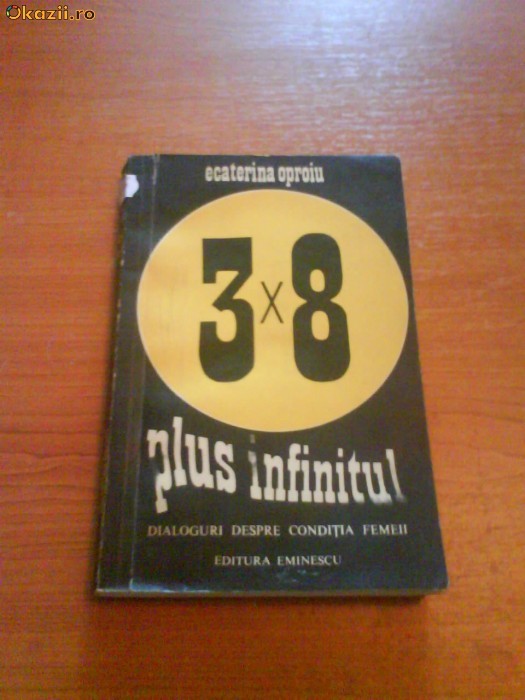 Okazii.ro
ecaterina oproiu
3x8
plus infinitul
DIALOGURI DESPRE CONDIȚIA FEMEII
EDITURA EMINESCU